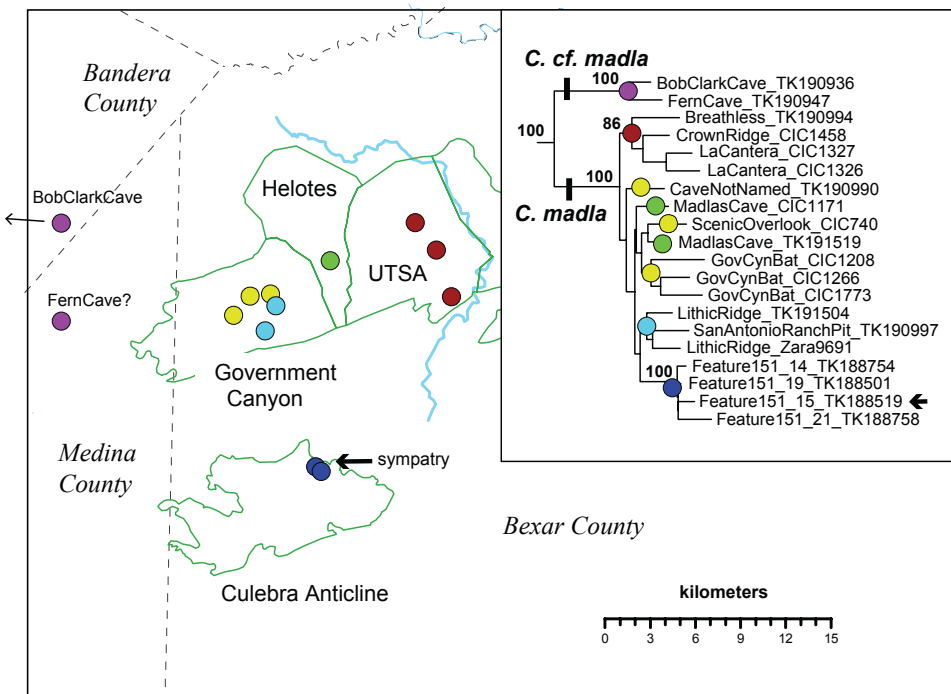 Bandera
County
BobClarkCave
FernCave?
Helotes
UTSA
Government
Canyon
Medina
County
sympatry
Culebra Anticline
Bexar County
kilometers
0 3 6 9 12 15
C. cf. madla
100
BobClarkCave_TK190936
FernCave_TK190947
100
Breathless_TK190994
86
CrownRidge_CIC1458
LaCantera_CIC1327
LaCantera_CIC1326
100
C. madla
CaveNotNamed_TK190990
MadlasCave_CIC1171
ScenicOverlook_CIC740
MadlasCave_TK191519
GovCynBat_CIC1208
GovCynBat_CIC1266
GovCynBat_CIC1773
LithicRidge_TK191504
SanAntonioRanchPit_TK190997
LithicRidge_Zara9691
100
Feature151_14_TK188754
Feature151_19_TK188501
Feature151_15_TK188519
Feature151_21_TK188758